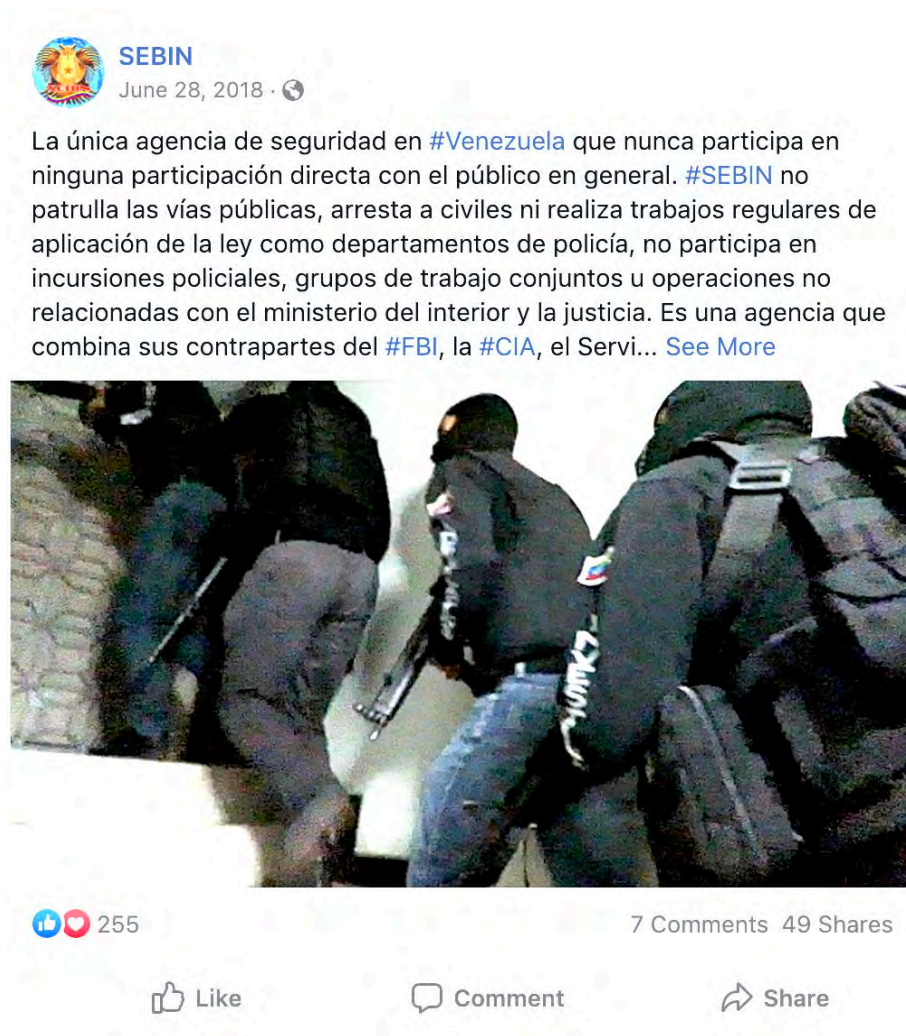 SEBIN
June 28, 2018 ·
La única agencia de seguridad en #Venezuela que nunca participa en
ninguna participación directa con el público en general. #SEBIN no
patrulla las vías públicas, arresta a civiles ni realiza trabajos regulares de
aplicación de la ley como departamentos de policía, no participa en
incursiones policiales, grupos de trabajo conjuntos u operaciones no
relacionadas con el ministerio del interior y la justicia. Es una agencia que
combina sus contrapartes del #FBI, la #CIA, el Servi... See More
255
7 Comments 49 Shares
Like Comment Share